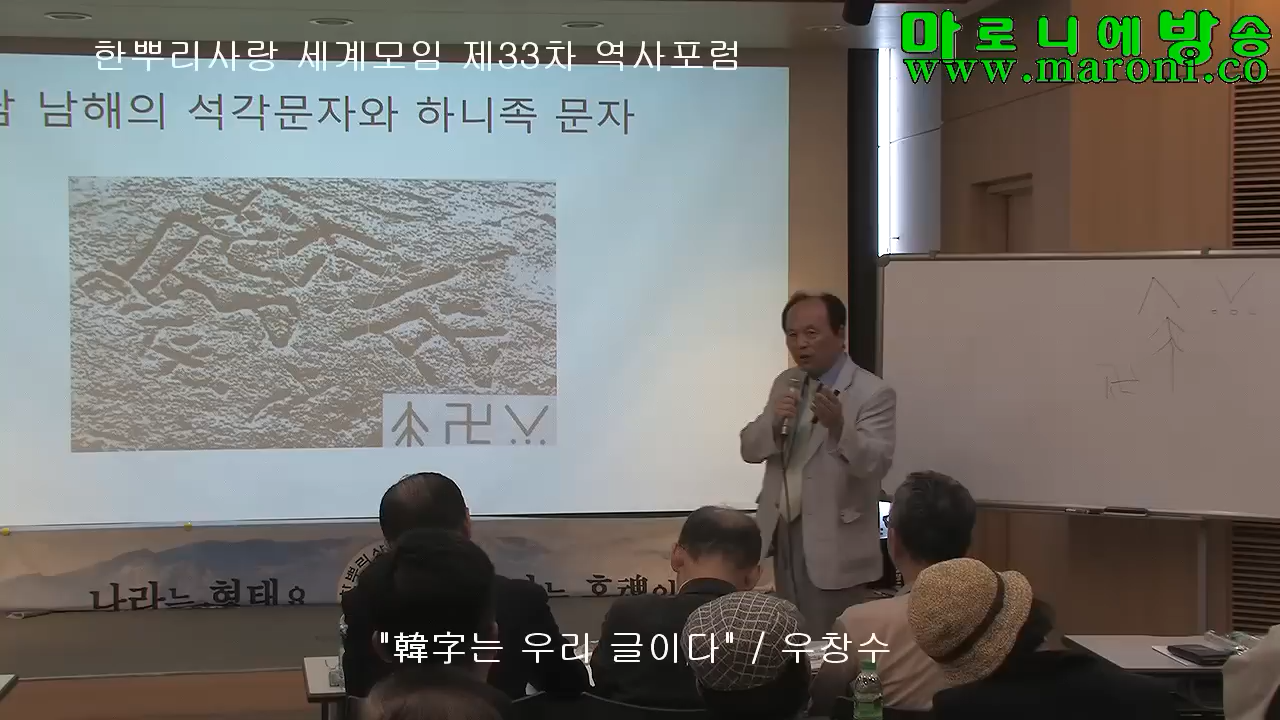 마로니에방송
www.maroni.co
한뿌리사랑 세계모임 제33차 역사포럼
남해의 석각문자와 하니족 문자
卍
나라는 형태요
"韓字는 우리 글이다" / 우창수